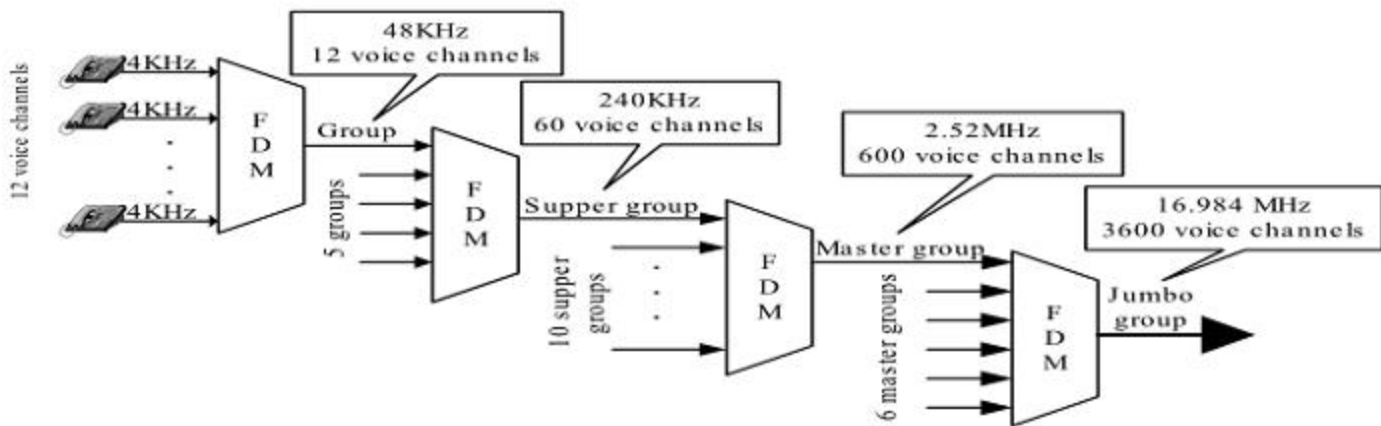 12 voice channels
4KHz
4KHz
4KHz
F
D
M
48KHz
12 voice channels
Group
5 groups
F
D
M
240KHz
60 voice channels
Supper group
10 supper
groups
F
D
M
2.52MHz
600 voice channels
Master group
6 master groups
F
D
M
16.984 MHz
3600 voice channels
Jumbo
group